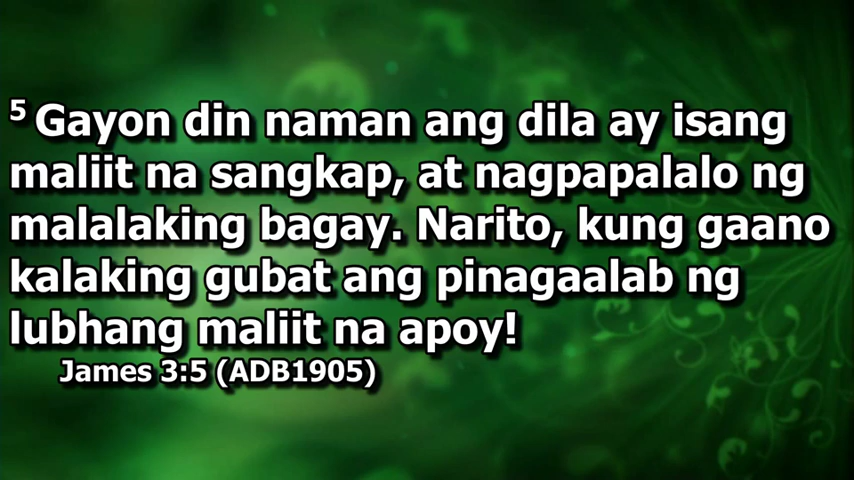 5 Gayon din naman ang dila ay isang
maliit na sangkap, at nagpapalalo ng
malalaking bagay. Narito, kung gaano
kalaking gubat ang pinagaalab ng
lubhang maliit na apoy!
James 3:5 (ADB1905)